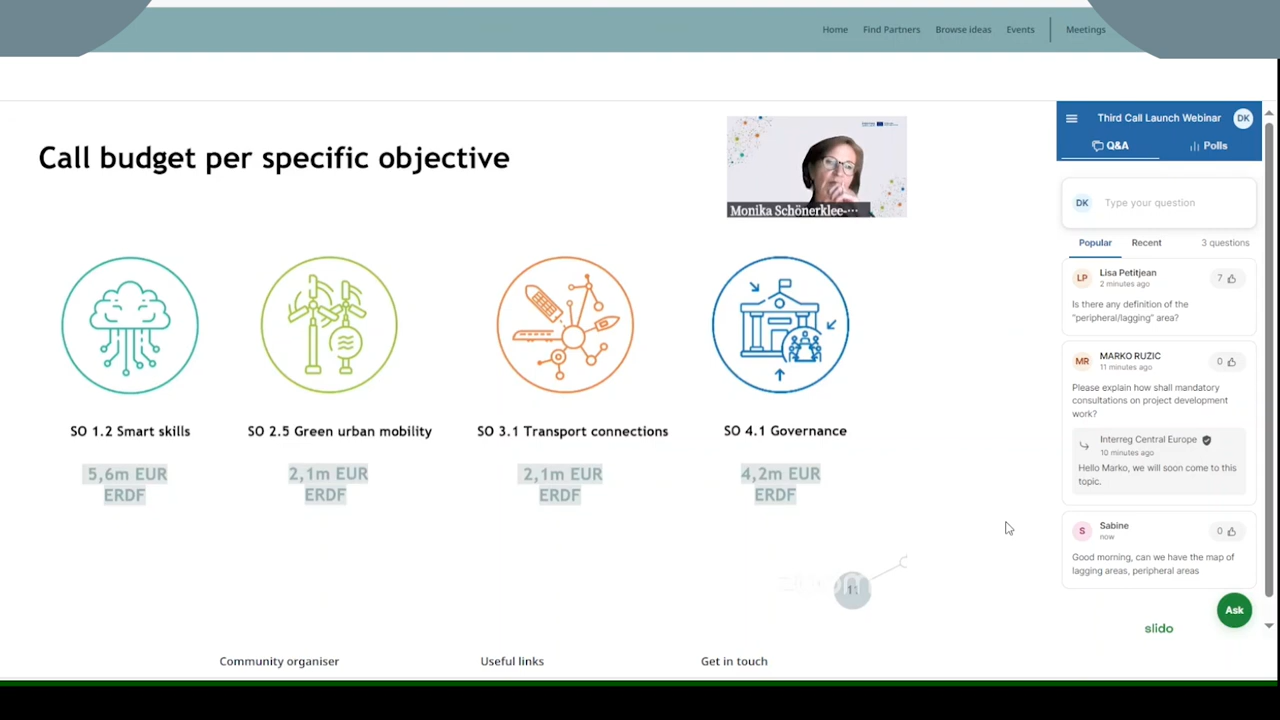 Home Find Partners Browse ideas Events Meetings
Call budget per specific objective
Monika Schönerklee-...
SO 1.2 Smart skills
5,6m EUR
ERDF
SO 2.5 Green urban mobility
2,1m EUR
ERDF
SO 3.1 Transport connections
2,1m EUR
ERDF
SO 4.1 Governance
4,2m EUR
ERDF
11
Community organiser
Useful links
Get in touch
Third Call Launch Webinar
DK
Q&A
Polls
DK
Type your question
Popular Recent 3 questions
LP
Lisa Petitjean
2 minutes ago
7
Is there any definition of the
"peripheral/lagging" area?
MR
MARKO RUZIC
11 minutes ago
0
Please explain how shall mandatory
consultations on project development
work?
Interreg Central Europe
10 minutes ago
Hello Marko, we will soon come to this
topic.
S
Sabine
now
0
Good morning, can we have the map of
lagging areas, peripheral areas
Ask
slido